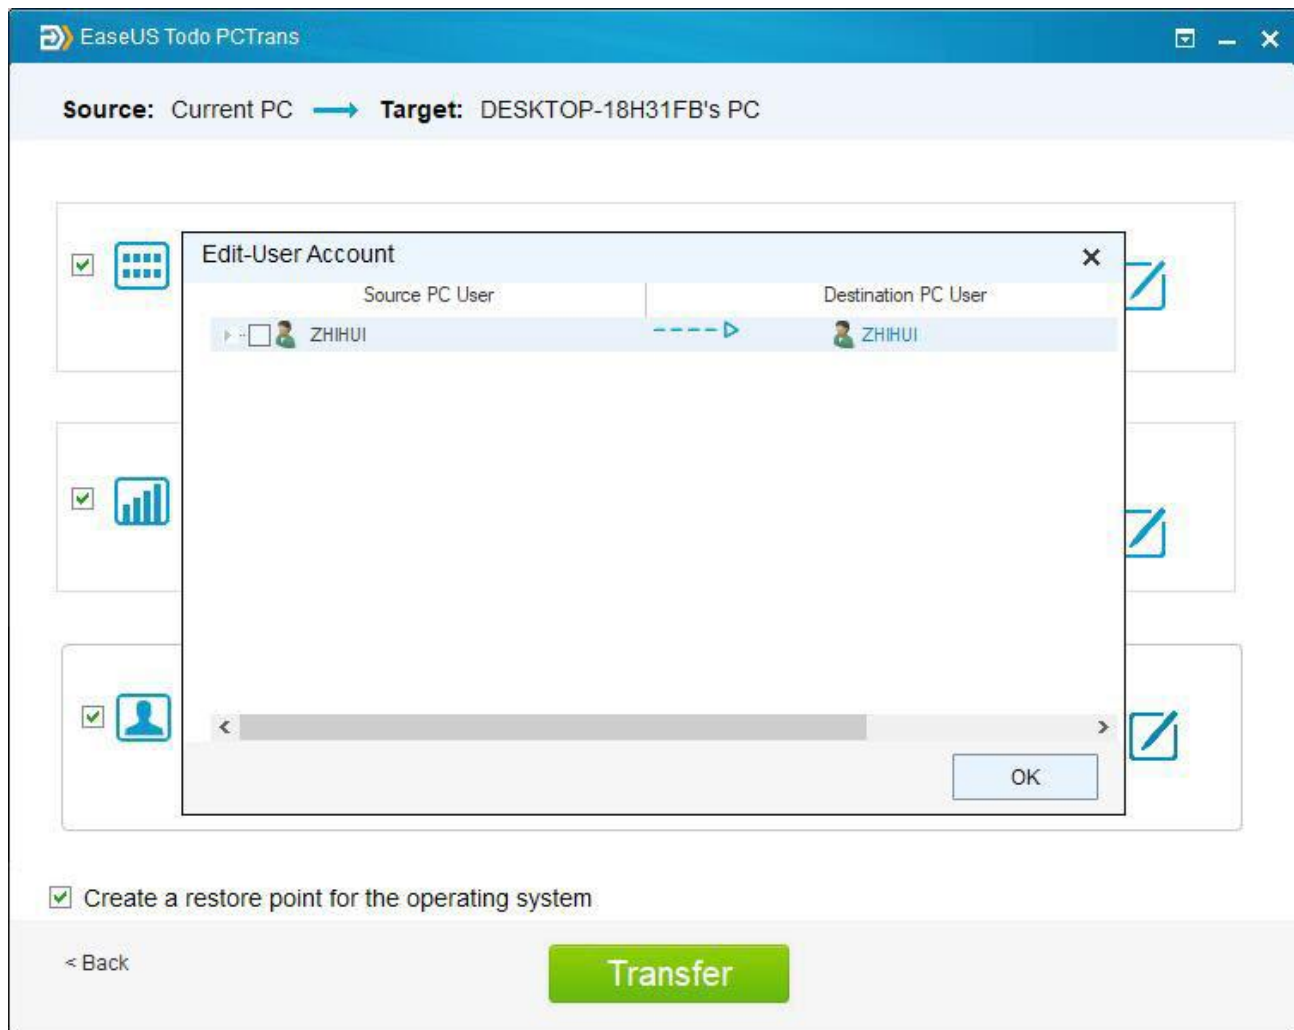 EaseUS Todo PCTrans
Source: Current PC Target: DESKTOP-18H31FB's PC
Edit-User Account
Source PC User Destination PC User
ZHIHUI ZHIHUI
OK
Create a restore point for the operating system
< Back Transfer